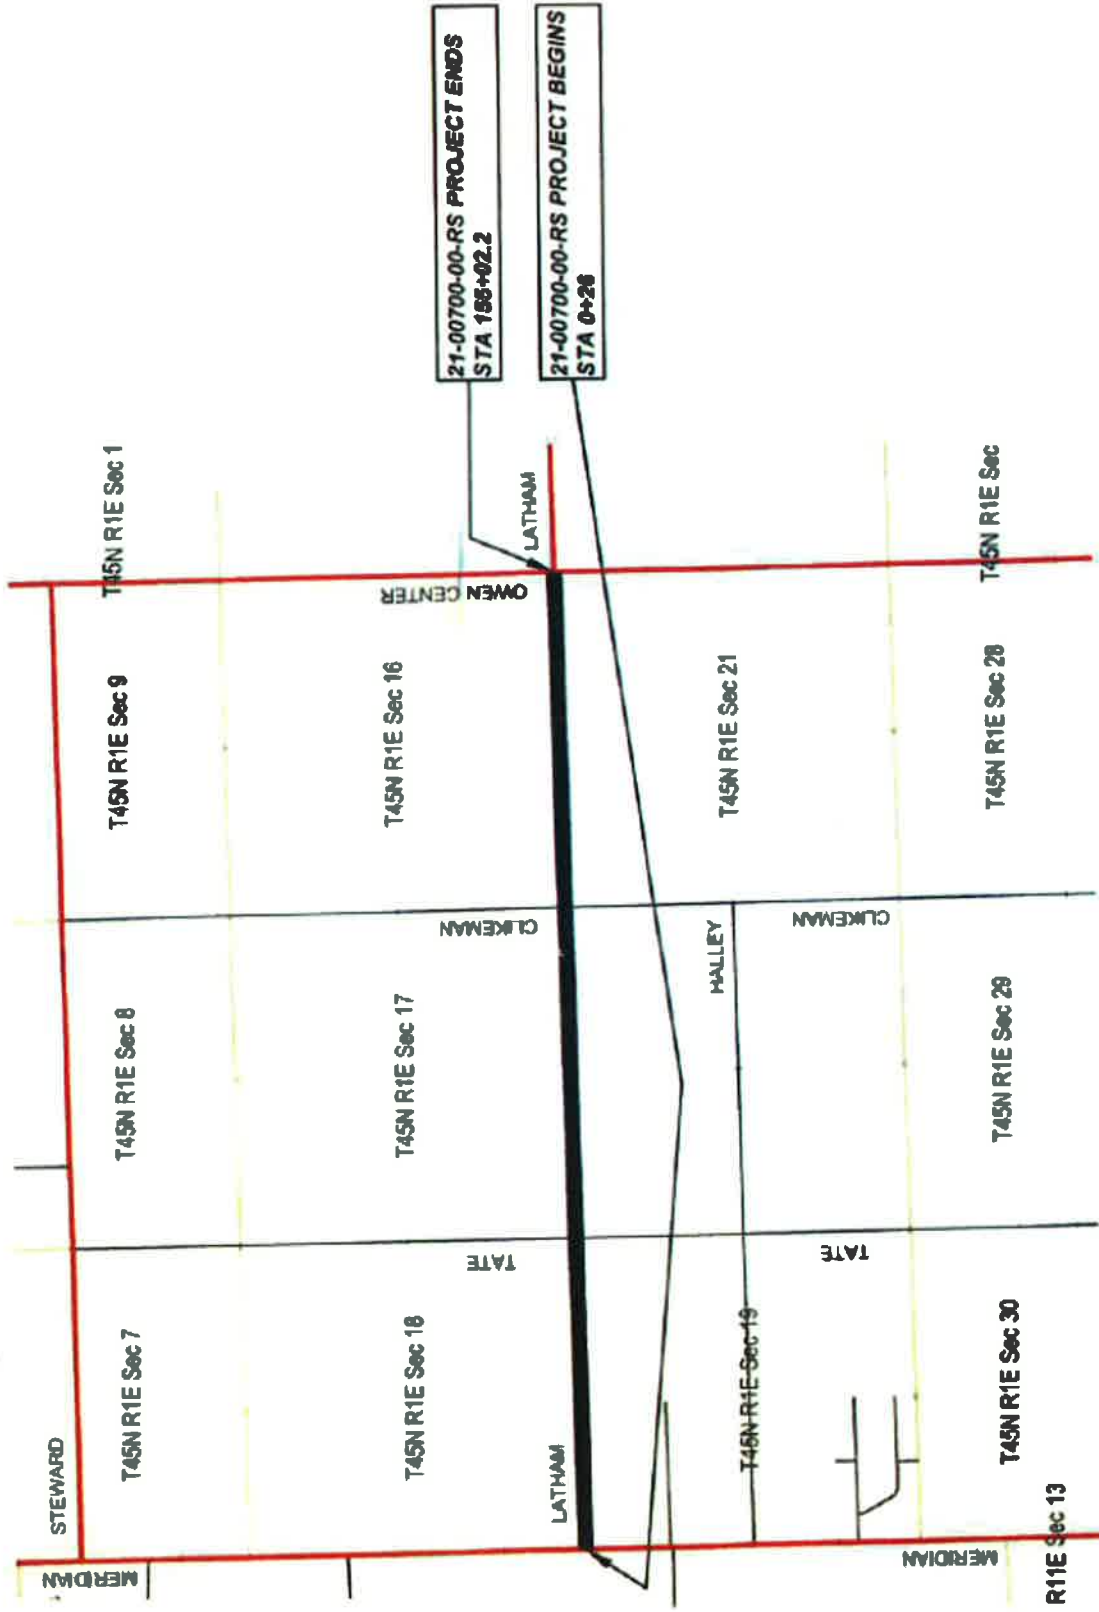 MERIDIAN
STEWARD
T45N R1E Sec 7
T45N R1E Sec 8
T45N R1E Sec 9
T45N R1E Sec 1
T45N R1E Sec 18
T45N R1E Sec 17
T45N R1E Sec 16
TATE
CLIKEMAN
OWEN
CENTER
21-00700-00-RS PROJECT ENDS
STA 155+02.2
LATHAM
LATHAM
21-00700-00-RS PROJECT BEGINS
STA 0+26
T45N R1E Sec 19
HALLEY
T45N R1E Sec 21
TATE
CLIKEMAN
MERIDIAN
T45N R1E Sec 30
T45N R1E Sec 29
T45N R1E Sec 28
T45N R1E Sec
R11E Sec 13